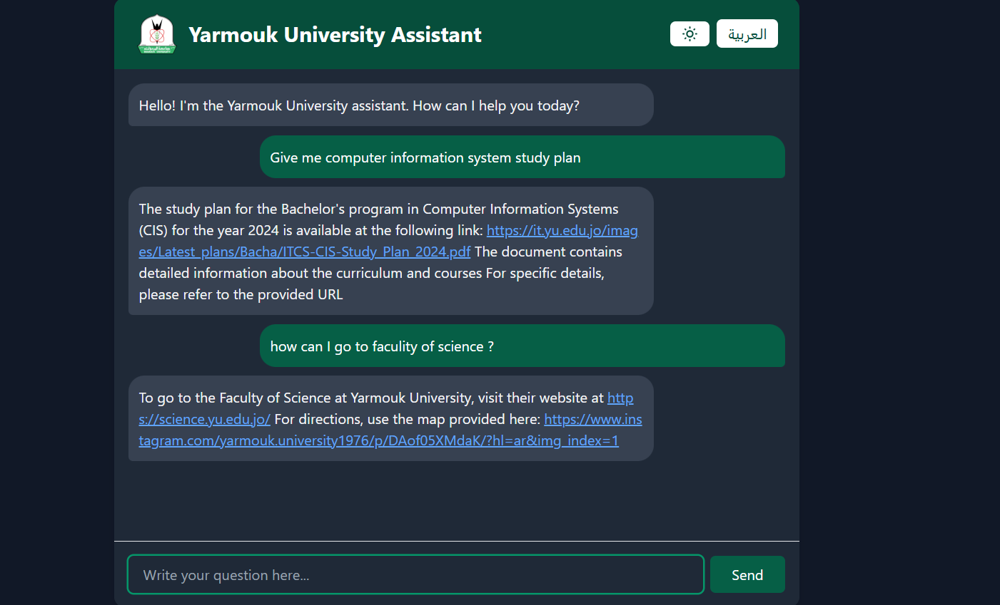 Yarmouk University Assistant
العربية
Hello! I'm the Yarmouk University assistant. How can I help you today?
Give me computer information system study plan
The study plan for the Bachelor's program in Computer Information Systems
(CIS) for the year 2024 is available at the following link: https://it.yu.edu.jo/imag
es/Latest_plans/Bacha/ITCS-CIS-Study_Plan_2024.pdf The document contains
detailed information about the curriculum and courses For specific details,
please refer to the provided URL
how can I go to faculity of science ?
To go to the Faculty of Science at Yarmouk University, visit their website at http
s://science.yu.edu.jo/ For directions, use the map provided here: https://www.ins
tagram.com/yarmouk.university1976/p/DAof05XMdaK/?hl=ar&img_index=1
Write your question here...
Send